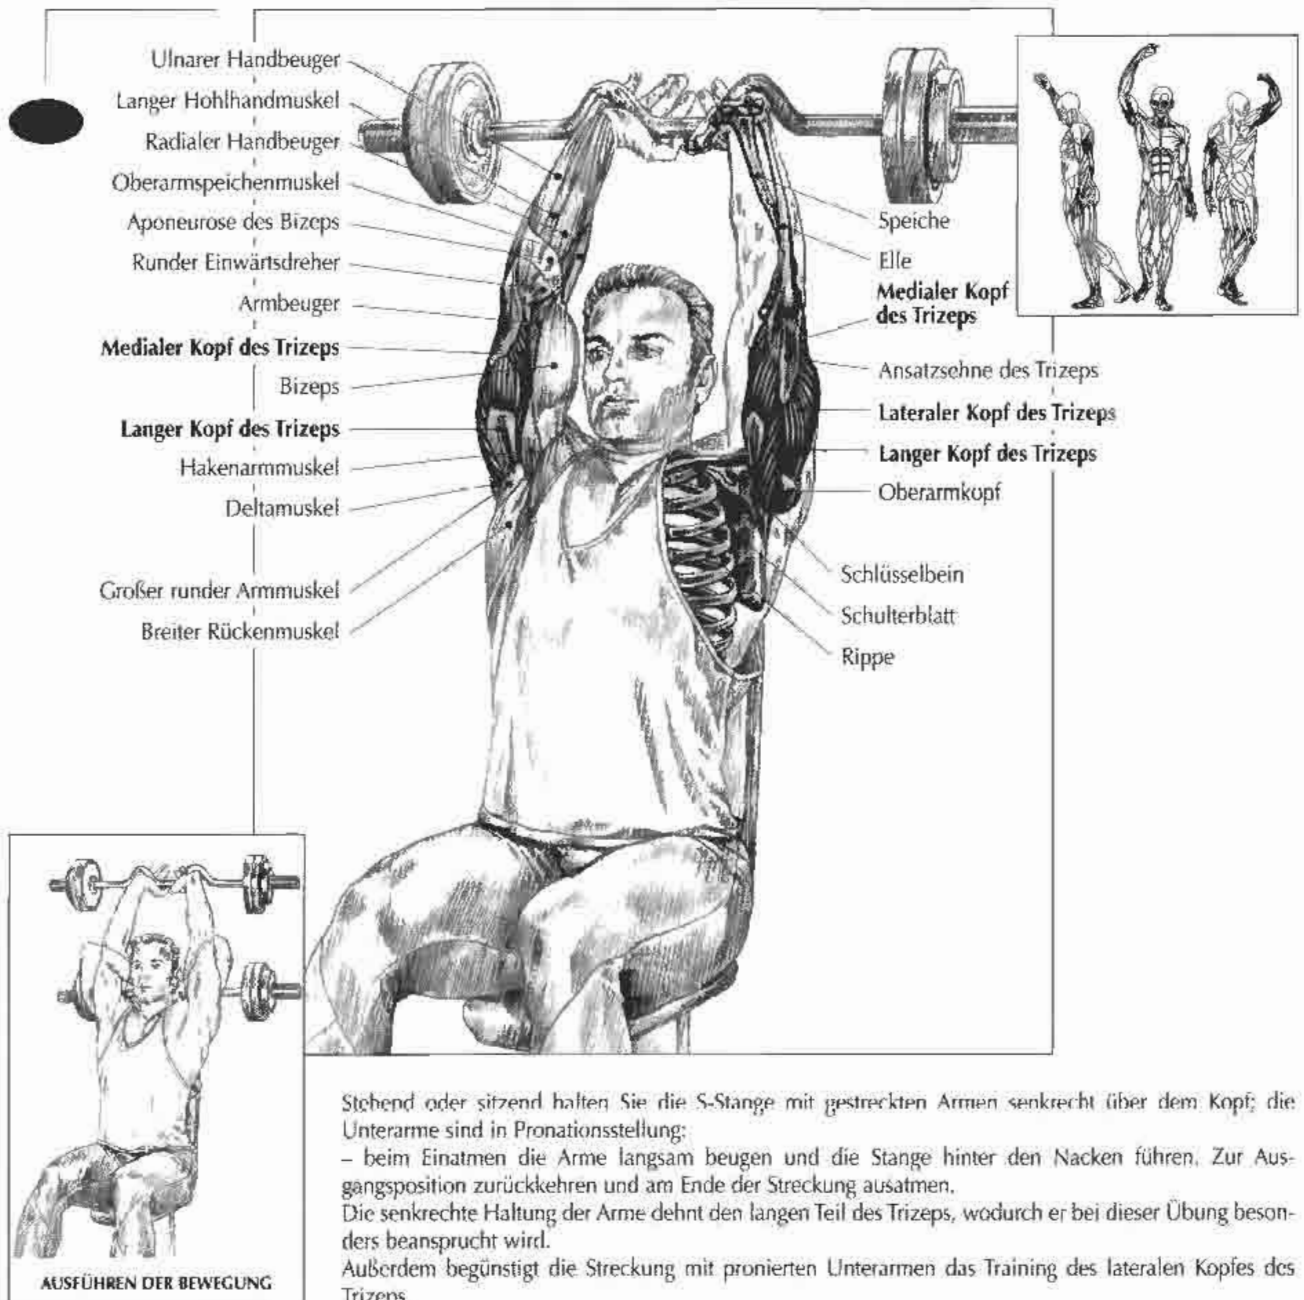 Ulnarer Handbeuger
Langer Hohlhandmuskel
Radialer Handbeuger
Oberarmspeichenmuskel
Aponeurose des Bizeps
Runder Einwärtsdreher
Armbeuger
Medialer Kopf des Trizeps
Bizeps
Langer Kopf des Trizeps
Hakenarmmuskel
Deltamuskel
Großer runder Armmuskel
Breiter Rückenmuskel
Speiche
Elle
Medialer Kopf
des Trizeps
Ansatzsehne des Trizeps
Lateraler Kopf des Trizeps
Langer Kopf des Trizeps
Oberarmkopf
Schlüsselbein
Schulterblatt
Rippe
AUSFÜHREN DER BEWEGUNG
Stehend oder sitzend halten Sie die S-Stange mit gestreckten Armen senkrecht über dem Kopf; die
Unterarme sind in Pronationsstellung:
– beim Einatmen die Arme langsam beugen und die Stange hinter den Nacken führen. Zur Aus-
gangsposition zurückkehren und am Ende der Streckung ausatmen.
Die senkrechte Haltung der Arme dehnt den langen Teil des Trizeps, wodurch er bei dieser Übung beson-
ders beansprucht wird.
Außerdem begünstigt die Streckung mit pronierten Unterarmen das Training des lateralen Kopfes des
Trizeps